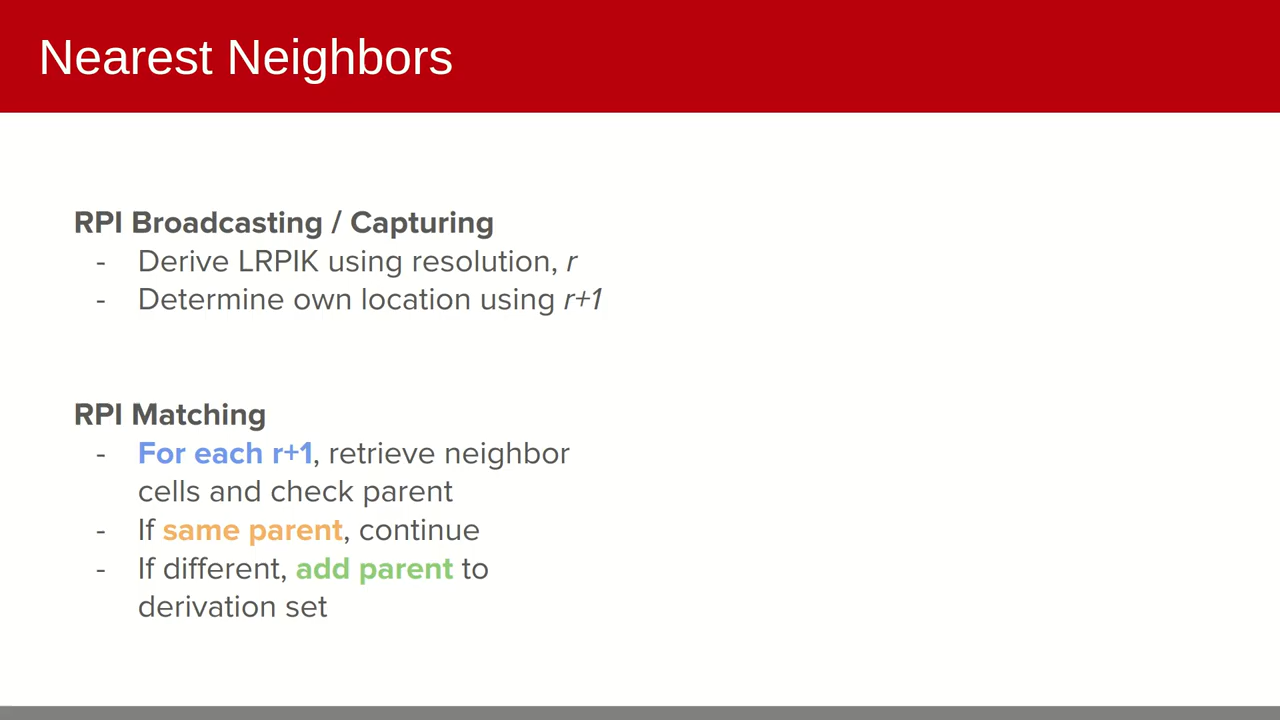 Nearest Neighbors
RPI Broadcasting / Capturing
- Derive LRPIK using resolution, r
- Determine own location using r+1
RPI Matching
- For each r+1, retrieve neighbor
cells and check parent
- If same parent, continue
- If different, add parent to
derivation set